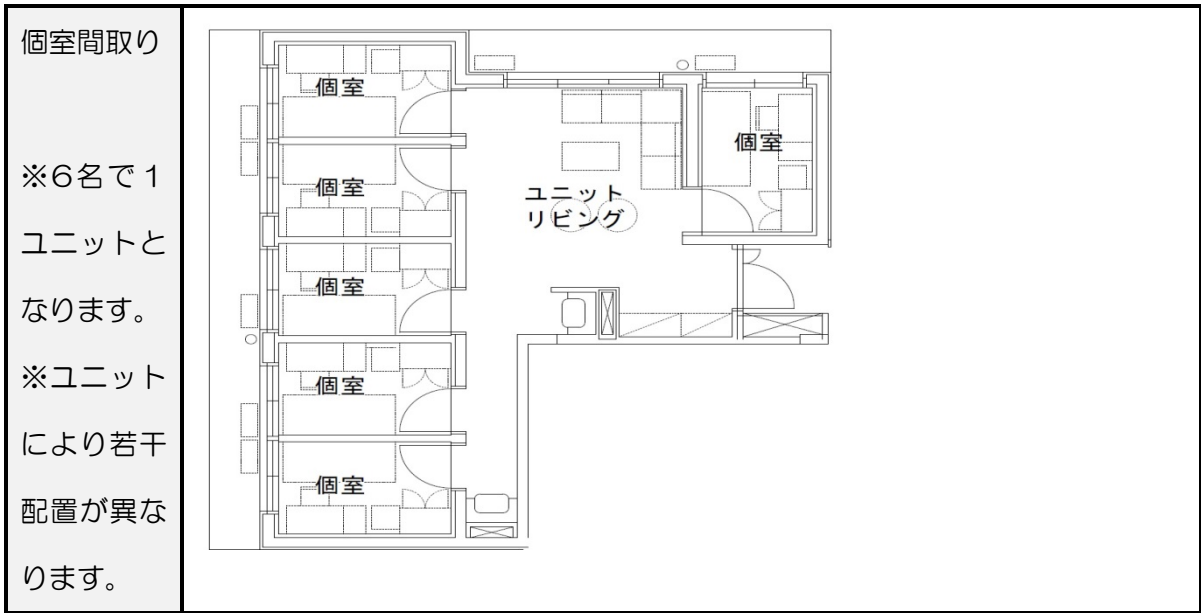 個室間取り
※6名で1
ユニットと
なります。
※ユニット
により若干
配置が異な
ります。
個室
個室
個室
個室
個室
ユニット
リビング
個室